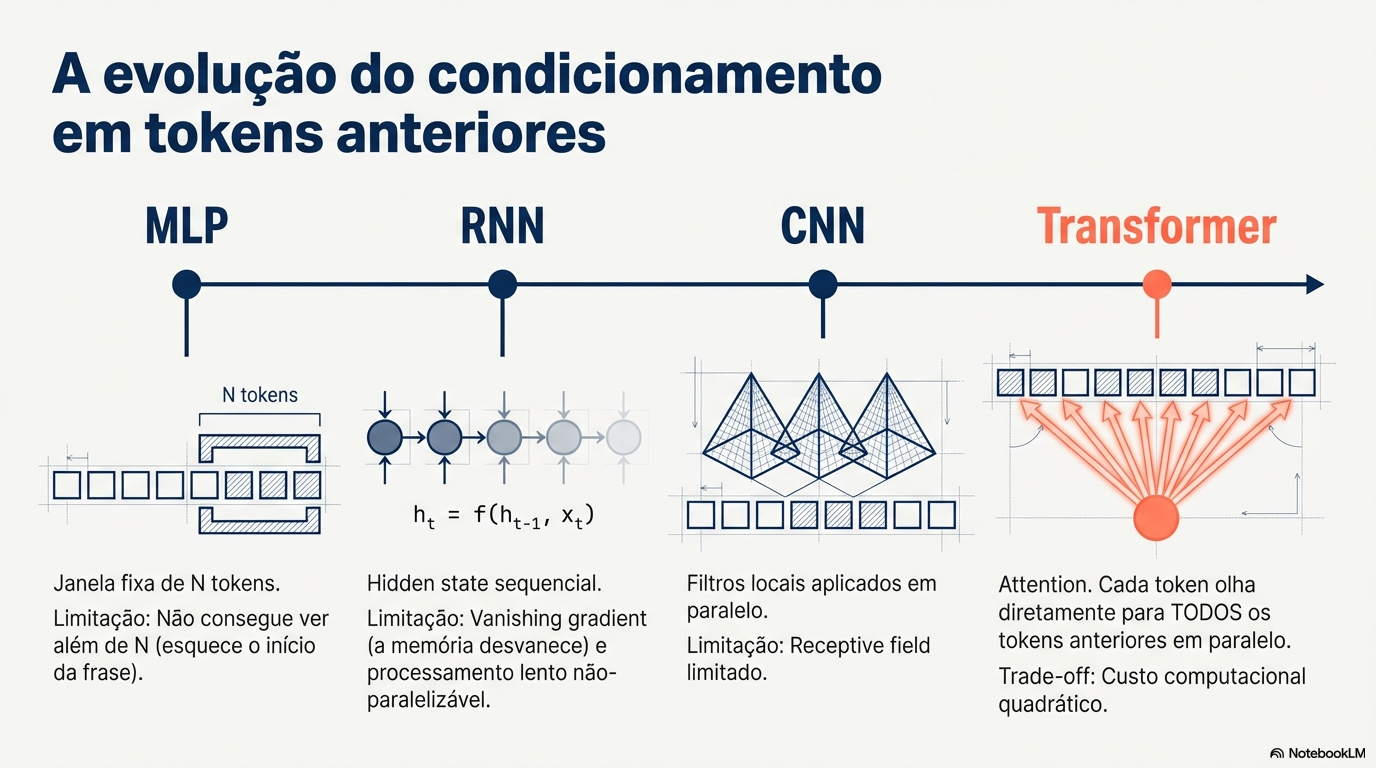 A evolução do condicionamento
em tokens anteriores
MLP
RNN
CNN
Transformer
N tokens
hₜ = f(hₜ₋₁, xₜ)
Janela fixa de N tokens.
Limitação: Não consegue ver
além de N (esquece o início
da frase).
Hidden state sequencial.
Limitação: Vanishing gradient
(a memória desvanece) e
processamento lento não-
paralelizável.
Filtros locais aplicados em
paralelo.
Limitação: Receptive field
limitado.
Attention. Cada token olha
diretamente para TODOS os
tokens anteriores em paralelo.
Trade-off: Custo computacional
quadrático.
NotebookLM